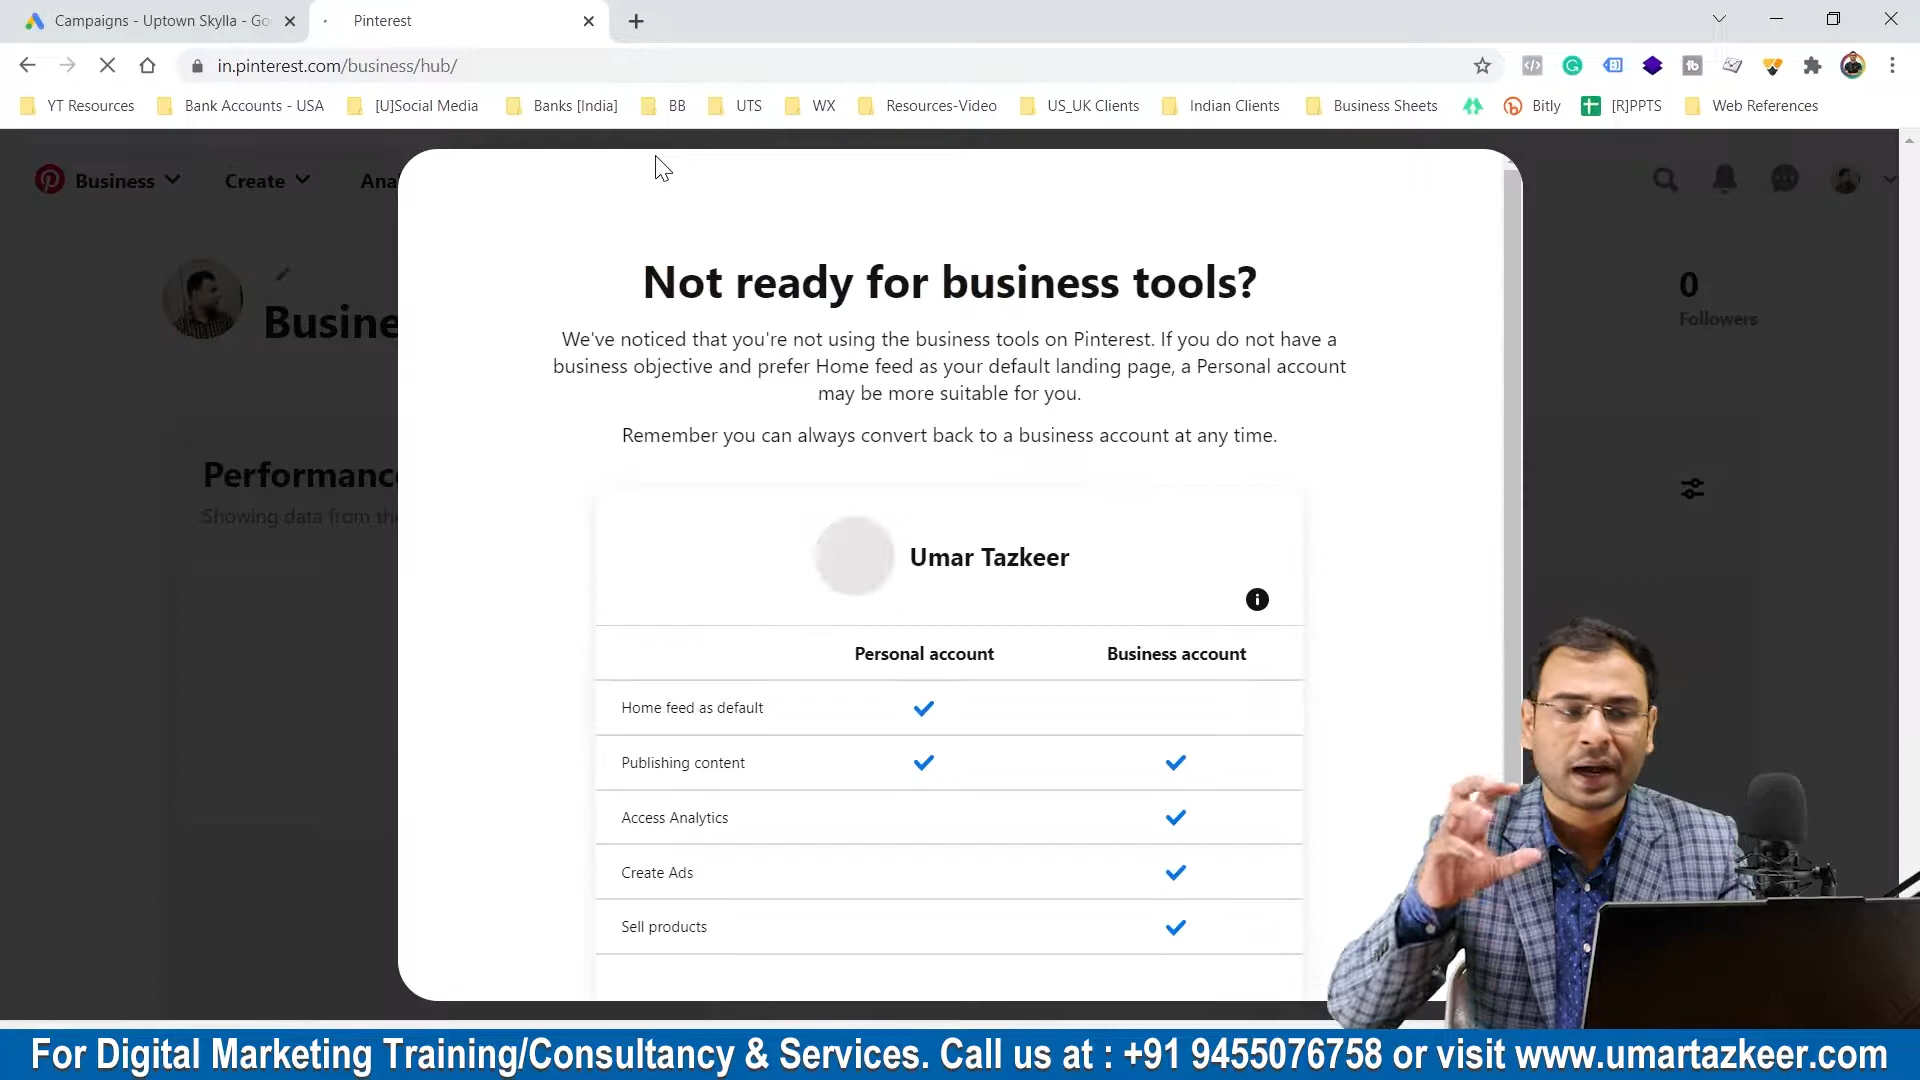 Campaigns - Uptown Skylla - Go
Pinterest
in.pinterest.com/business/hub/
YT Resources
Bank Accounts - USA
[U]Social Media
Banks [India]
BB
UTS
WX
Resources-Video
US_UK Clients
Indian Clients
Business Sheets
Bitly
[R]PPTS
Web References
Business
Create
Ana
Busine
0
Followers
Performance
Showing data from the
Not ready for business tools?
We've noticed that you're not using the business tools on Pinterest. If you do not have a
business objective and prefer Home feed as your default landing page, a Personal account
may be more suitable for you.
Remember you can always convert back to a business account at any time.
Umar Tazkeer
Personal account
Business account
Home feed as default
Publishing content
Access Analytics
Create Ads
Sell products
For Digital Marketing Training/Consultancy & Services. Call us at : +91 9455076758 or visit www.umartazkeer.com